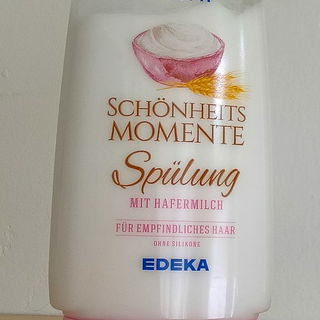 SCHÖNHEITS
MOMENTE
Spülung
MIT HAFERMILCH
FÜR EMPFINDLICHES HAAR
OHNE SILIKONE
EDEKA